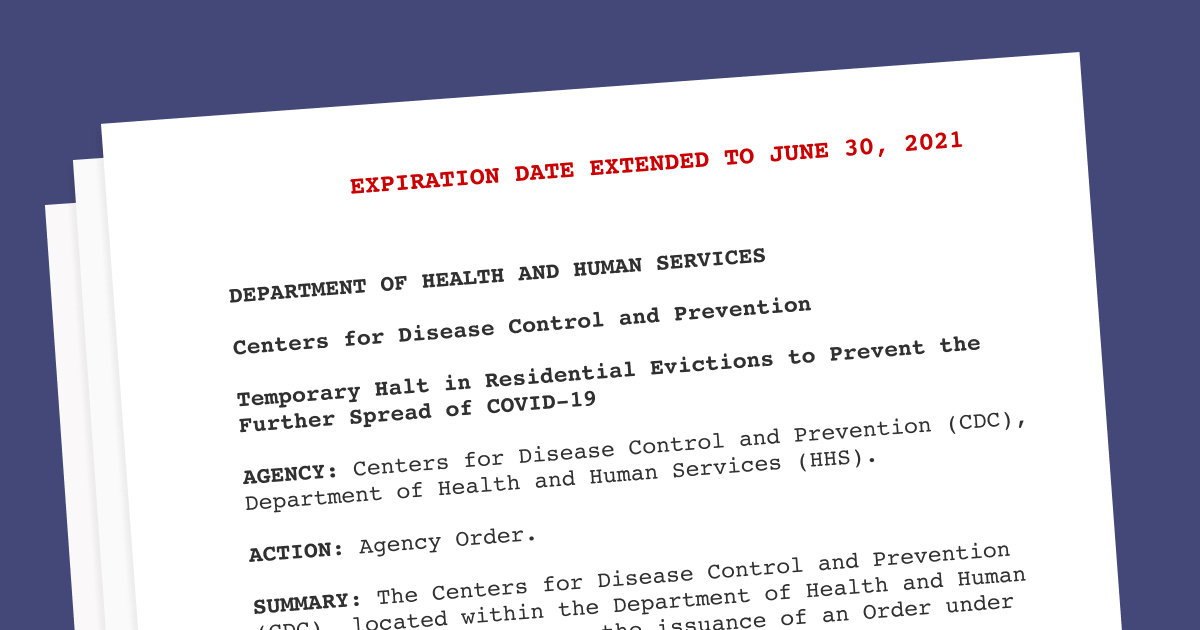 EXPIRATION DATE EXTENDED TO JUNE 30, 2021
DEPARTMENT OF HEALTH AND HUMAN SERVICES
Centers for Disease Control and Prevention
Temporary Halt in Residential Evictions to Prevent the
Further Spread of COVID-19
AGENCY: Centers for Disease Control and Prevention (CDC),
Department of Health and Human Services (HHS).
ACTION: Agency Order.
SUMMARY: The Centers for Disease Control and Prevention
(CDC), located within the Department of Health and Human
the issuance of an Order under